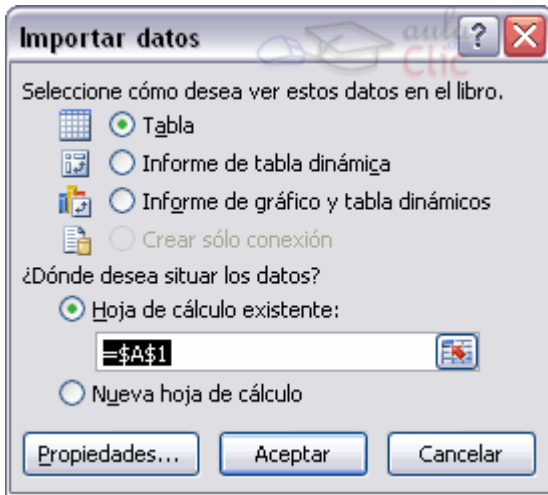 Importar datos
aula
Clic
Seleccione cómo desea ver estos datos en el libro.
Tabla
Informe de tabla dinámica
Informe de gráfico y tabla dinámicos
Crear sólo conexión
¿Dónde desea situar los datos?
Hoja de cálculo existente:
=$A$1
Nueva hoja de cálculo
Propiedades... Aceptar Cancelar